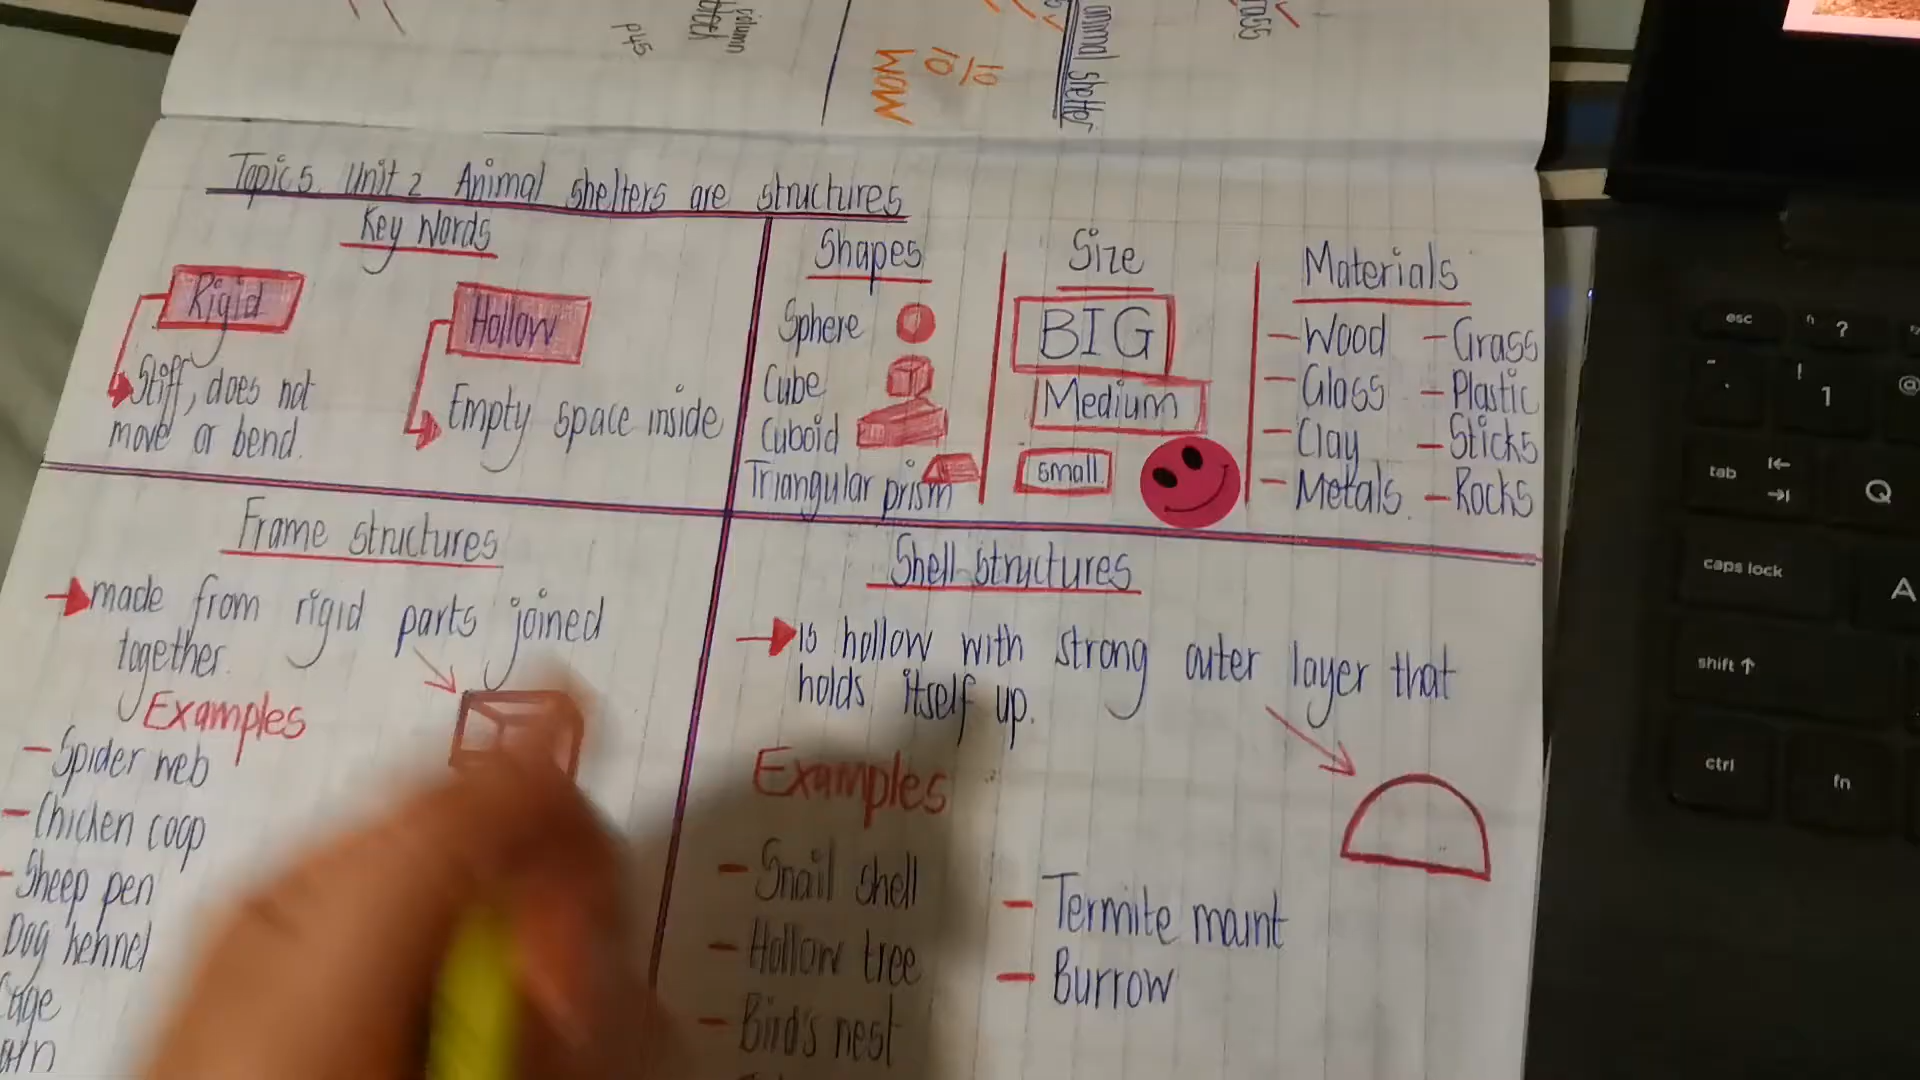 column
10/10
WOW
animal shelter
Topic 5 Unit 2 Animal shelters are structures
Key Words
Rigid
Stiff, does not
move or bend.
Hollow
Empty space inside
Shapes
Sphere
Cube
Cuboid
Triangular prism
Size
BIG
Medium
small.
Materials
- Wood
- Glass
- Clay
- Metals.
- Grass
- Plastic
- Sticks
- Rocks
Frame structures
made from rigid parts joined
together.
Examples
- Spider web
- Chicken coop
- Sheep pen
Dog kennel
Cage
Shell structures
is hollow with strong outer layer that
holds itself up.
Examples
- Snail shell
- Hollow tree
- Bird's nest
- Termite mount
- Burrow
esc
?
!
1
@
tab
Q
caps lock
A
shift
ctrl
fn